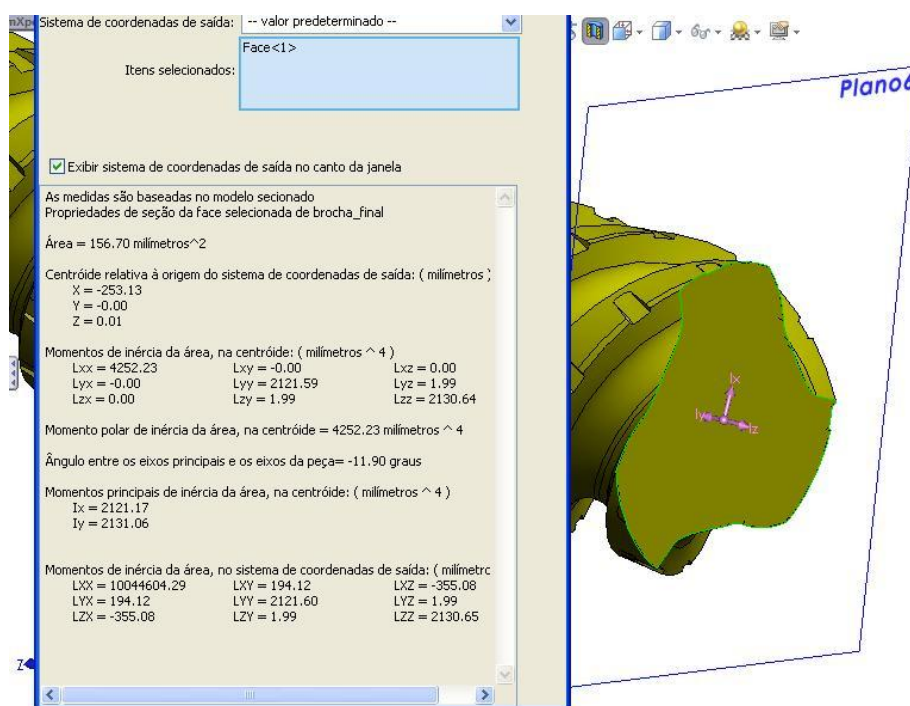 Sistema de coordenadas de saída: -- valor predeterminado --
Face<1>
Itens selecionados:
Plano6
Exibir sistema de coordenadas de saída no canto da janela
As medidas são baseadas no modelo secionado
Propriedades de seção da face selecionada de brocha_final
Área = 156.70 milímetros^2
Centróide relativa à origem do sistema de coordenadas de saída: ( milímetros )
X = -253.13
Y = -0.00
Z = 0.01
Momentos de inércia da área, na centróide: ( milímetros ^ 4 )
Lxx = 4252.23 Lxy = -0.00 Lxz = 0.00
Lyx = -0.00 Lyy = 2121.59 Lyz = 1.99
Lzx = 0.00 Lzy = 1.99 Lzz = 2130.64
Momento polar de inércia da área, na centróide = 4252.23 milímetros ^ 4
Ângulo entre os eixos principais e os eixos da peça= -11.90 graus
Momentos principais de inércia da área, na centróide: ( milímetros ^ 4 )
Ix = 2121.17
Iy = 2131.06
Momentos de inércia da área, no sistema de coordenadas de saída: ( milímetrc
LXX = 10044604.29 LXY = 194.12 LXZ = -355.08
LYX = 194.12 LYY = 2121.60 LYZ = 1.99
LZX = -355.08 LZY = 1.99 LZZ = 2130.65
Ix
Iy
Iz
Z